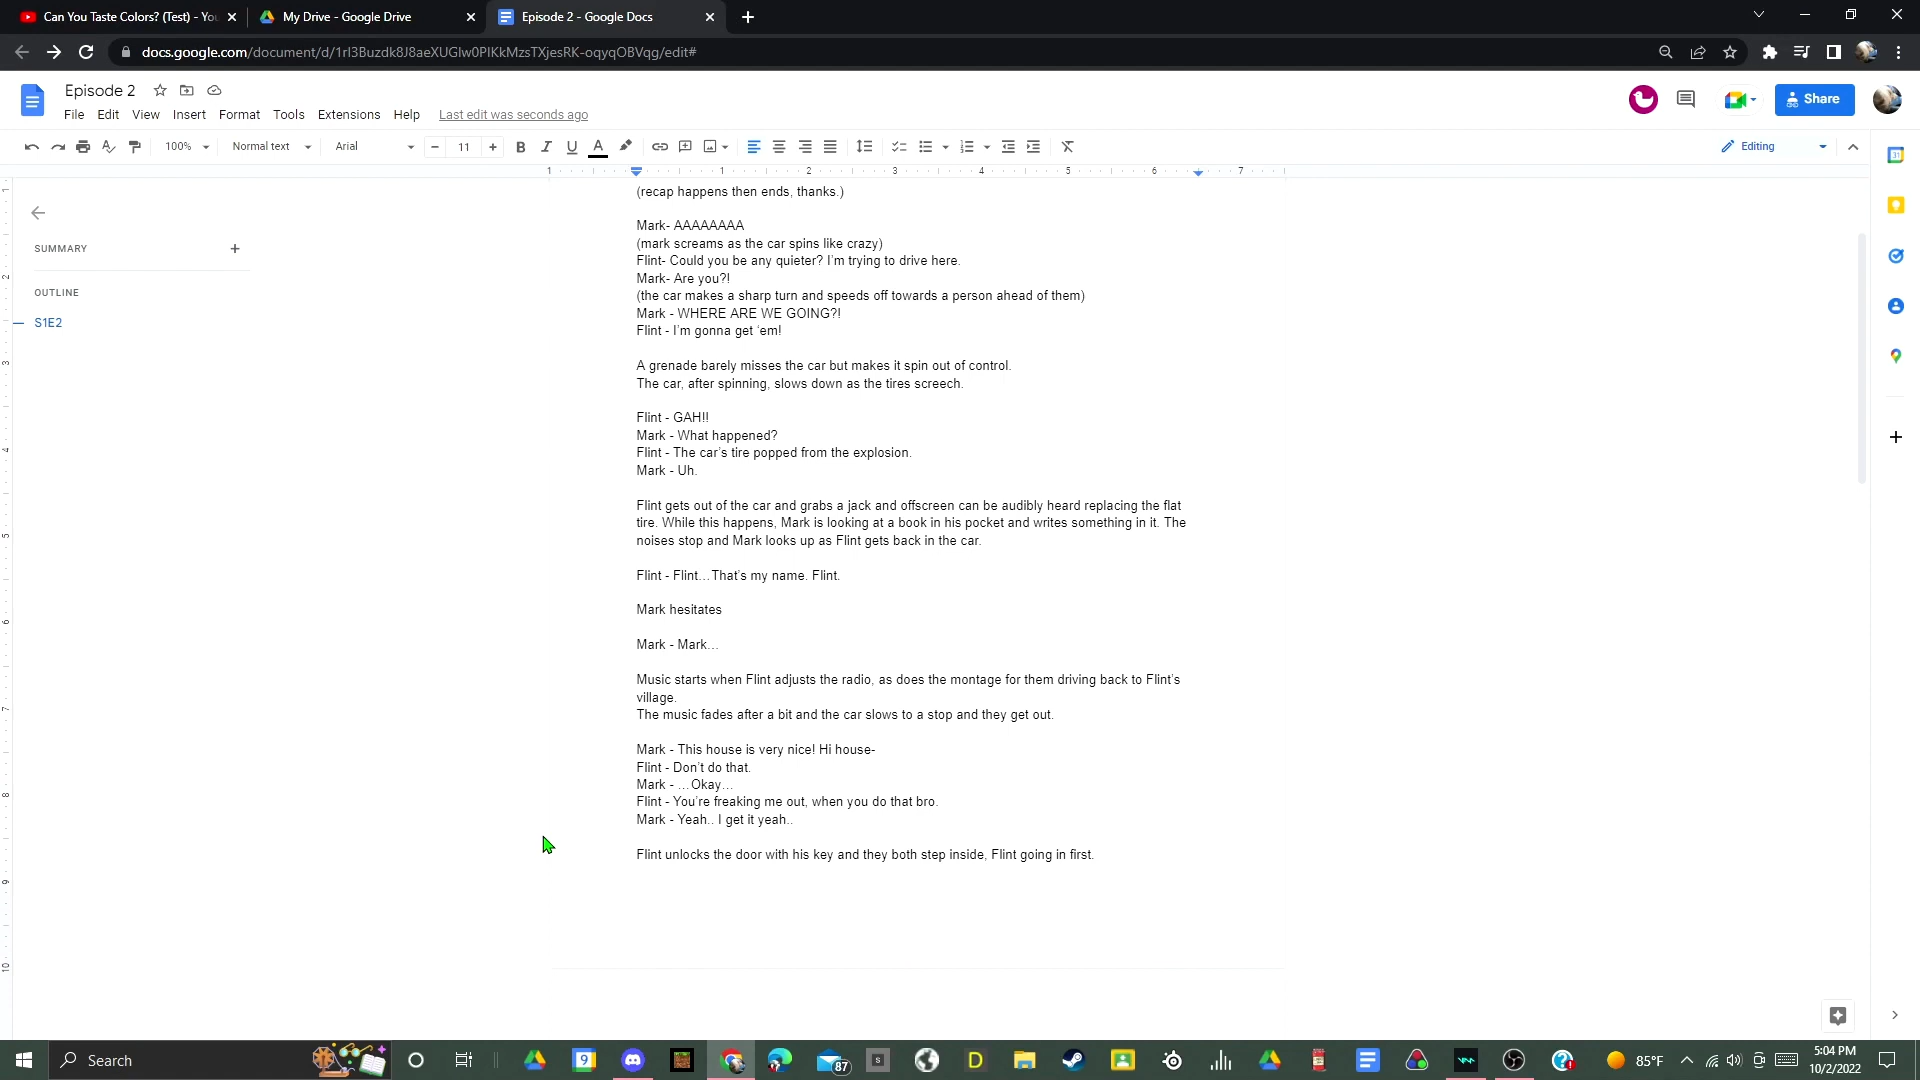 Can You Taste Colors? (Test) - You
My Drive - Google Drive
Episode 2 - Google Docs
docs.google.com/document/d/1rl3Buzdk8J8aeXUGIw0PIKkMzsTXjesRK-oqyqOBVqg/edit#
Episode 2
File Edit View Insert Format Tools Extensions Help Last edit was seconds ago
Share
100% Normal text Arial 11 Editing
1 1 2 3 4 5 6 7
SUMMARY
OUTLINE
S1E2
(recap happens then ends, thanks.)
Mark- AAAAAAAA
(mark screams as the car spins like crazy)
Flint- Could you be any quieter? I'm trying to drive here.
Mark- Are you?!
(the car makes a sharp turn and speeds off towards a person ahead of them)
Mark - WHERE ARE WE GOING?!
Flint - I'm gonna get ‘em!
A grenade barely misses the car but makes it spin out of control.
The car, after spinning, slows down as the tires screech.
Flint - GAH!!
Mark - What happened?
Flint - The car's tire popped from the explosion.
Mark - Uh.
Flint gets out of the car and grabs a jack and offscreen can be audibly heard replacing the flat
tire. While this happens, Mark is looking at a book in his pocket and writes something in it. The
noises stop and Mark looks up as Flint gets back in the car.
Flint - Flint…That's my name. Flint.
Mark hesitates
Mark - Mark…
Music starts when Flint adjusts the radio, as does the montage for them driving back to Flint's
village.
The music fades after a bit and the car slows to a stop and they get out.
Mark - This house is very nice! Hi house-
Flint - Don't do that.
Mark - …Okay…
Flint - You're freaking me out, when you do that bro.
Mark - Yeah.. I get it yeah..
Flint unlocks the door with his key and they both step inside, Flint going in first.
Search
87
85°F
5:04 PM
10/2/2022